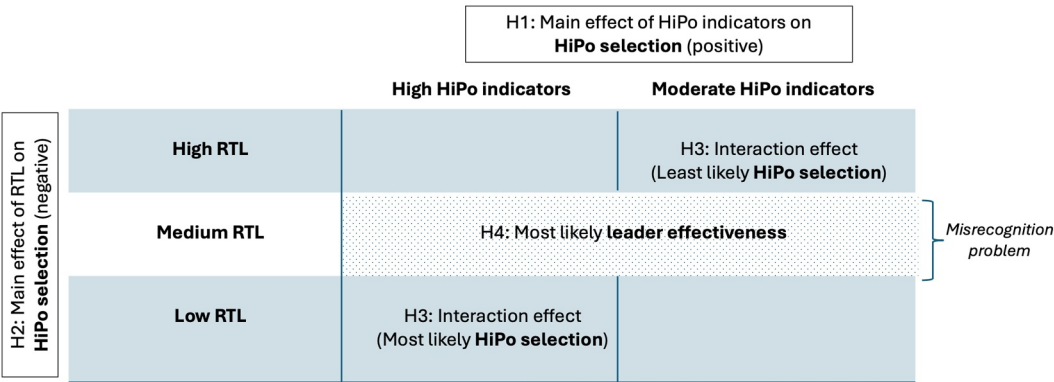 H1: Main effect of HiPo indicators on
HiPo selection (positive)
High HiPo indicators
Moderate HiPo indicators
H2: Main effect of RTL on
HiPo selection (negative)
High RTL
H3: Interaction effect
(Least likely HiPo selection)
Medium RTL
H4: Most likely leader effectiveness
Misrecognition
problem
Low RTL
H3: Interaction effect
(Most likely HiPo selection)